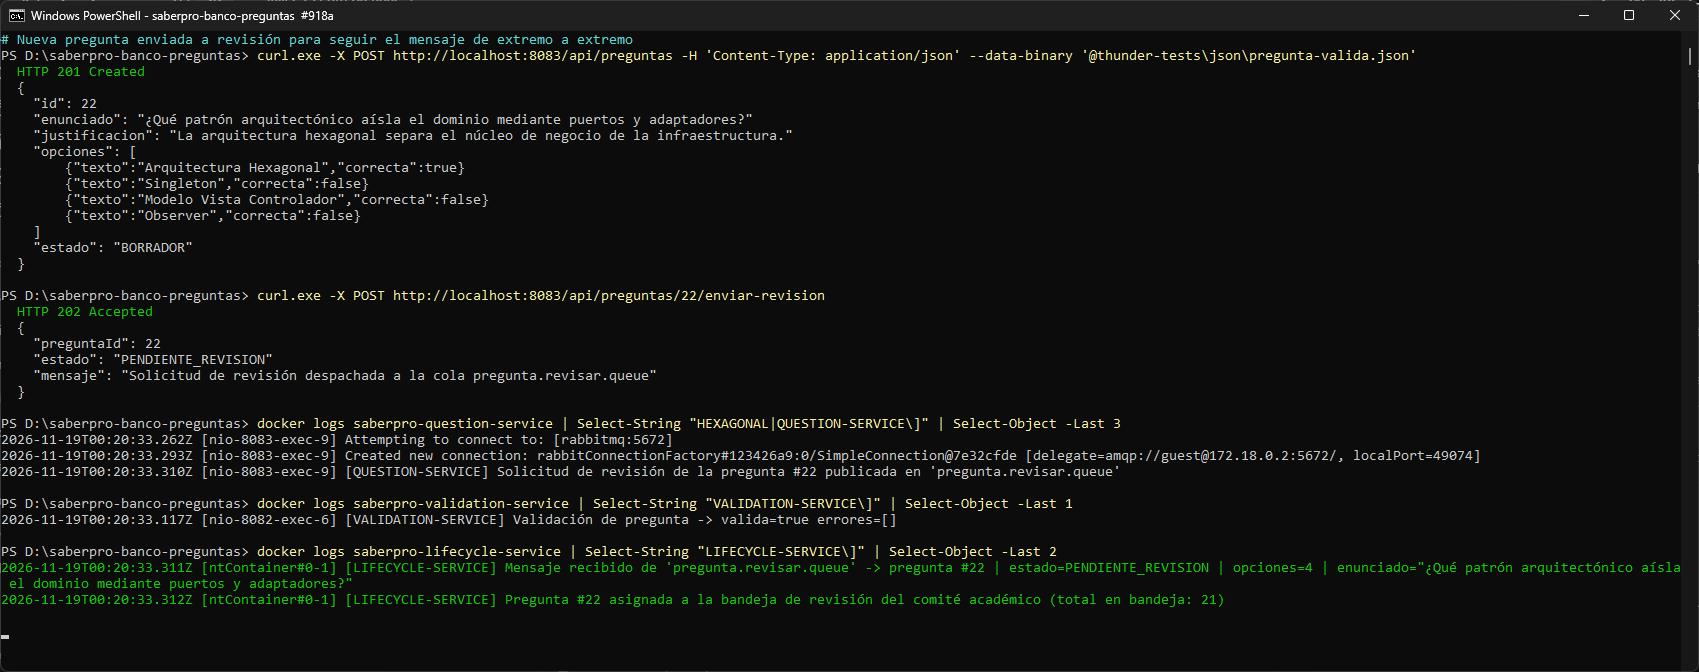 Windows PowerShell - saberpro-banco-preguntas #918a
# Nueva pregunta enviada a revisión para seguir el mensaje de extremo a extremo
PS D:\saberpro-banco-preguntas> curl.exe -X POST http://localhost:8083/api/preguntas -H 'Content-Type: application/json' --data-binary '@thunder-tests\json\pregunta-valida.json'
HTTP 201 Created
{
"id": 22
"enunciado": "¿Qué patrón arquitectónico aísla el dominio mediante puertos y adaptadores?"
"justificacion": "La arquitectura hexagonal separa el núcleo de negocio de la infraestructura."
"opciones": [
{"texto":"Arquitectura Hexagonal","correcta":true}
{"texto":"Singleton","correcta":false}
{"texto":"Modelo Vista Controlador","correcta":false}
{"texto":"Observer","correcta":false}
]
"estado": "BORRADOR"
}
PS D:\saberpro-banco-preguntas> curl.exe -X POST http://localhost:8083/api/preguntas/22/enviar-revision
HTTP 202 Accepted
{
"preguntaId": 22
"estado": "PENDIENTE_REVISION"
"mensaje": "Solicitud de revisión despachada a la cola pregunta.revisar.queue"
}
PS D:\saberpro-banco-preguntas> docker logs saberpro-question-service | Select-String "HEXAGONAL|QUESTION-SERVICE\]" | Select-Object -Last 3
2026-11-19T00:20:33.262Z [nio-8083-exec-9] Attempting to connect to: [rabbitmq:5672]
2026-11-19T00:20:33.293Z [nio-8083-exec-9] Created new connection: rabbitConnectionFactory#123426a9:0/SimpleConnection@7e32cfde [delegate=amqp://guest@172.18.0.2:5672/, localPort=49074]
2026-11-19T00:20:33.310Z [nio-8083-exec-9] [QUESTION-SERVICE] Solicitud de revisión de la pregunta #22 publicada en 'pregunta.revisar.queue'
PS D:\saberpro-banco-preguntas> docker logs saberpro-validation-service | Select-String "VALIDATION-SERVICE\]" | Select-Object -Last 1
2026-11-19T00:20:33.117Z [nio-8082-exec-6] [VALIDATION-SERVICE] Validación de pregunta -> valida=true errores=[]
PS D:\saberpro-banco-preguntas> docker logs saberpro-lifecycle-service | Select-String "LIFECYCLE-SERVICE\]" | Select-Object -Last 2
2026-11-19T00:20:33.311Z [ntContainer#0-1] [LIFECYCLE-SERVICE] Mensaje recibido de 'pregunta.revisar.queue' -> pregunta #22 | estado=PENDIENTE_REVISION | opciones=4 | enunciado="¿Qué patrón arquitectónico aísla
el dominio mediante puertos y adaptadores?"
2026-11-19T00:20:33.312Z [ntContainer#0-1] [LIFECYCLE-SERVICE] Pregunta #22 asignada a la bandeja de revisión del comité académico (total en bandeja: 21)